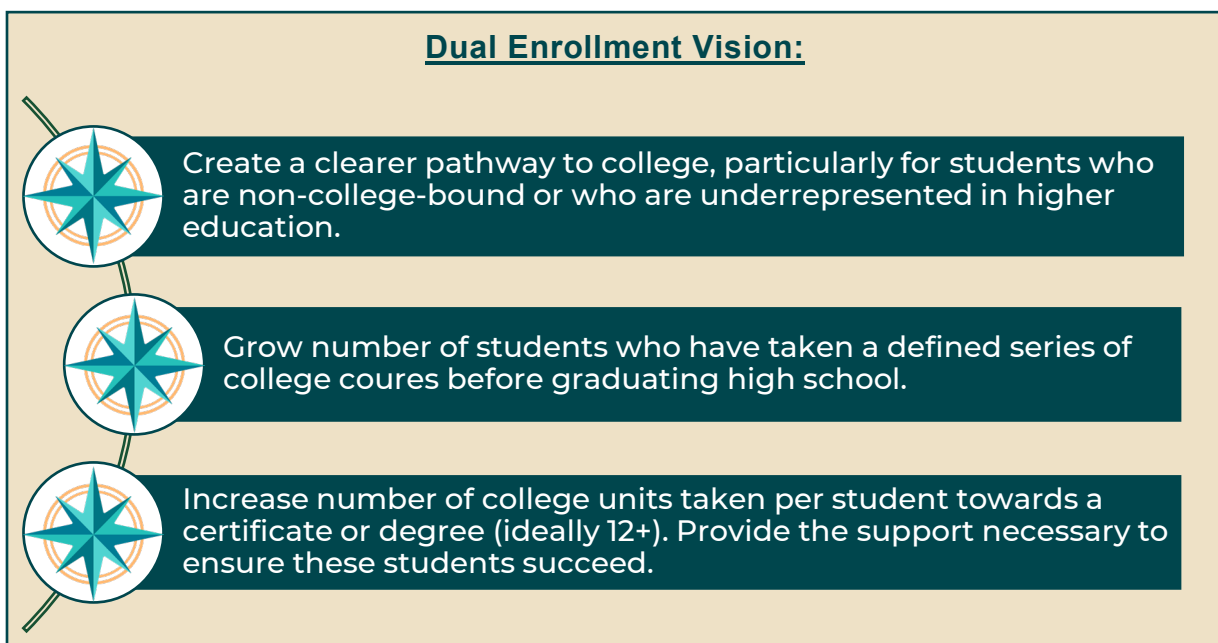 Dual Enrollment Vision:
Create a clearer pathway to college, particularly for students who
are non-college-bound or who are underrepresented in higher
education.
Grow number of students who have taken a defined series of
college coures before graduating high school.
Increase number of college units taken per student towards a
certificate or degree (ideally 12+). Provide the support necessary to
ensure these students succeed.